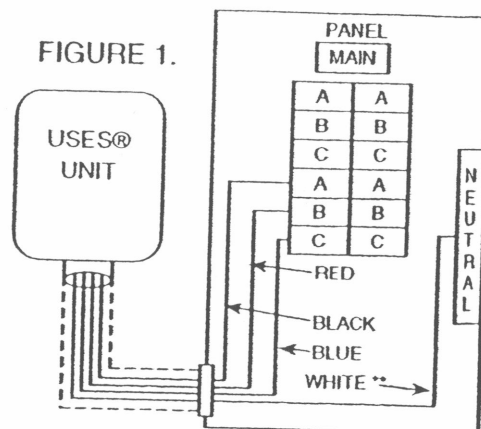 FIGURE 1.
USES®
UNIT
PANEL
MAIN
A A
B B
C C
A A
B B
C C
NEUTRAL
RED
BLACK
BLUE
WHITE **